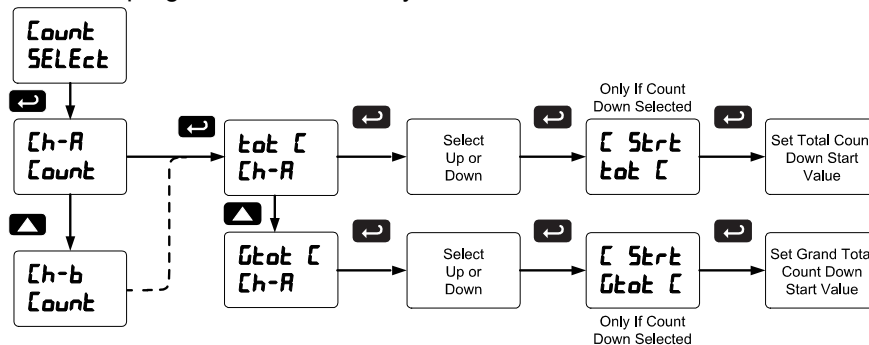 Count
SELEct
Only If Count
Down Selected
Ch-A
Count
tot C
Ch-A
Select
Up or
Down
C Strt
tot C
Set Total Coun
Down Start
Value
Ch-b
Count
Gtot C
Ch-A
Select
Up or
Down
C Strt
Gtot C
Set Grand Tota
Count Down
Start Value
Only If Count
Down Selected